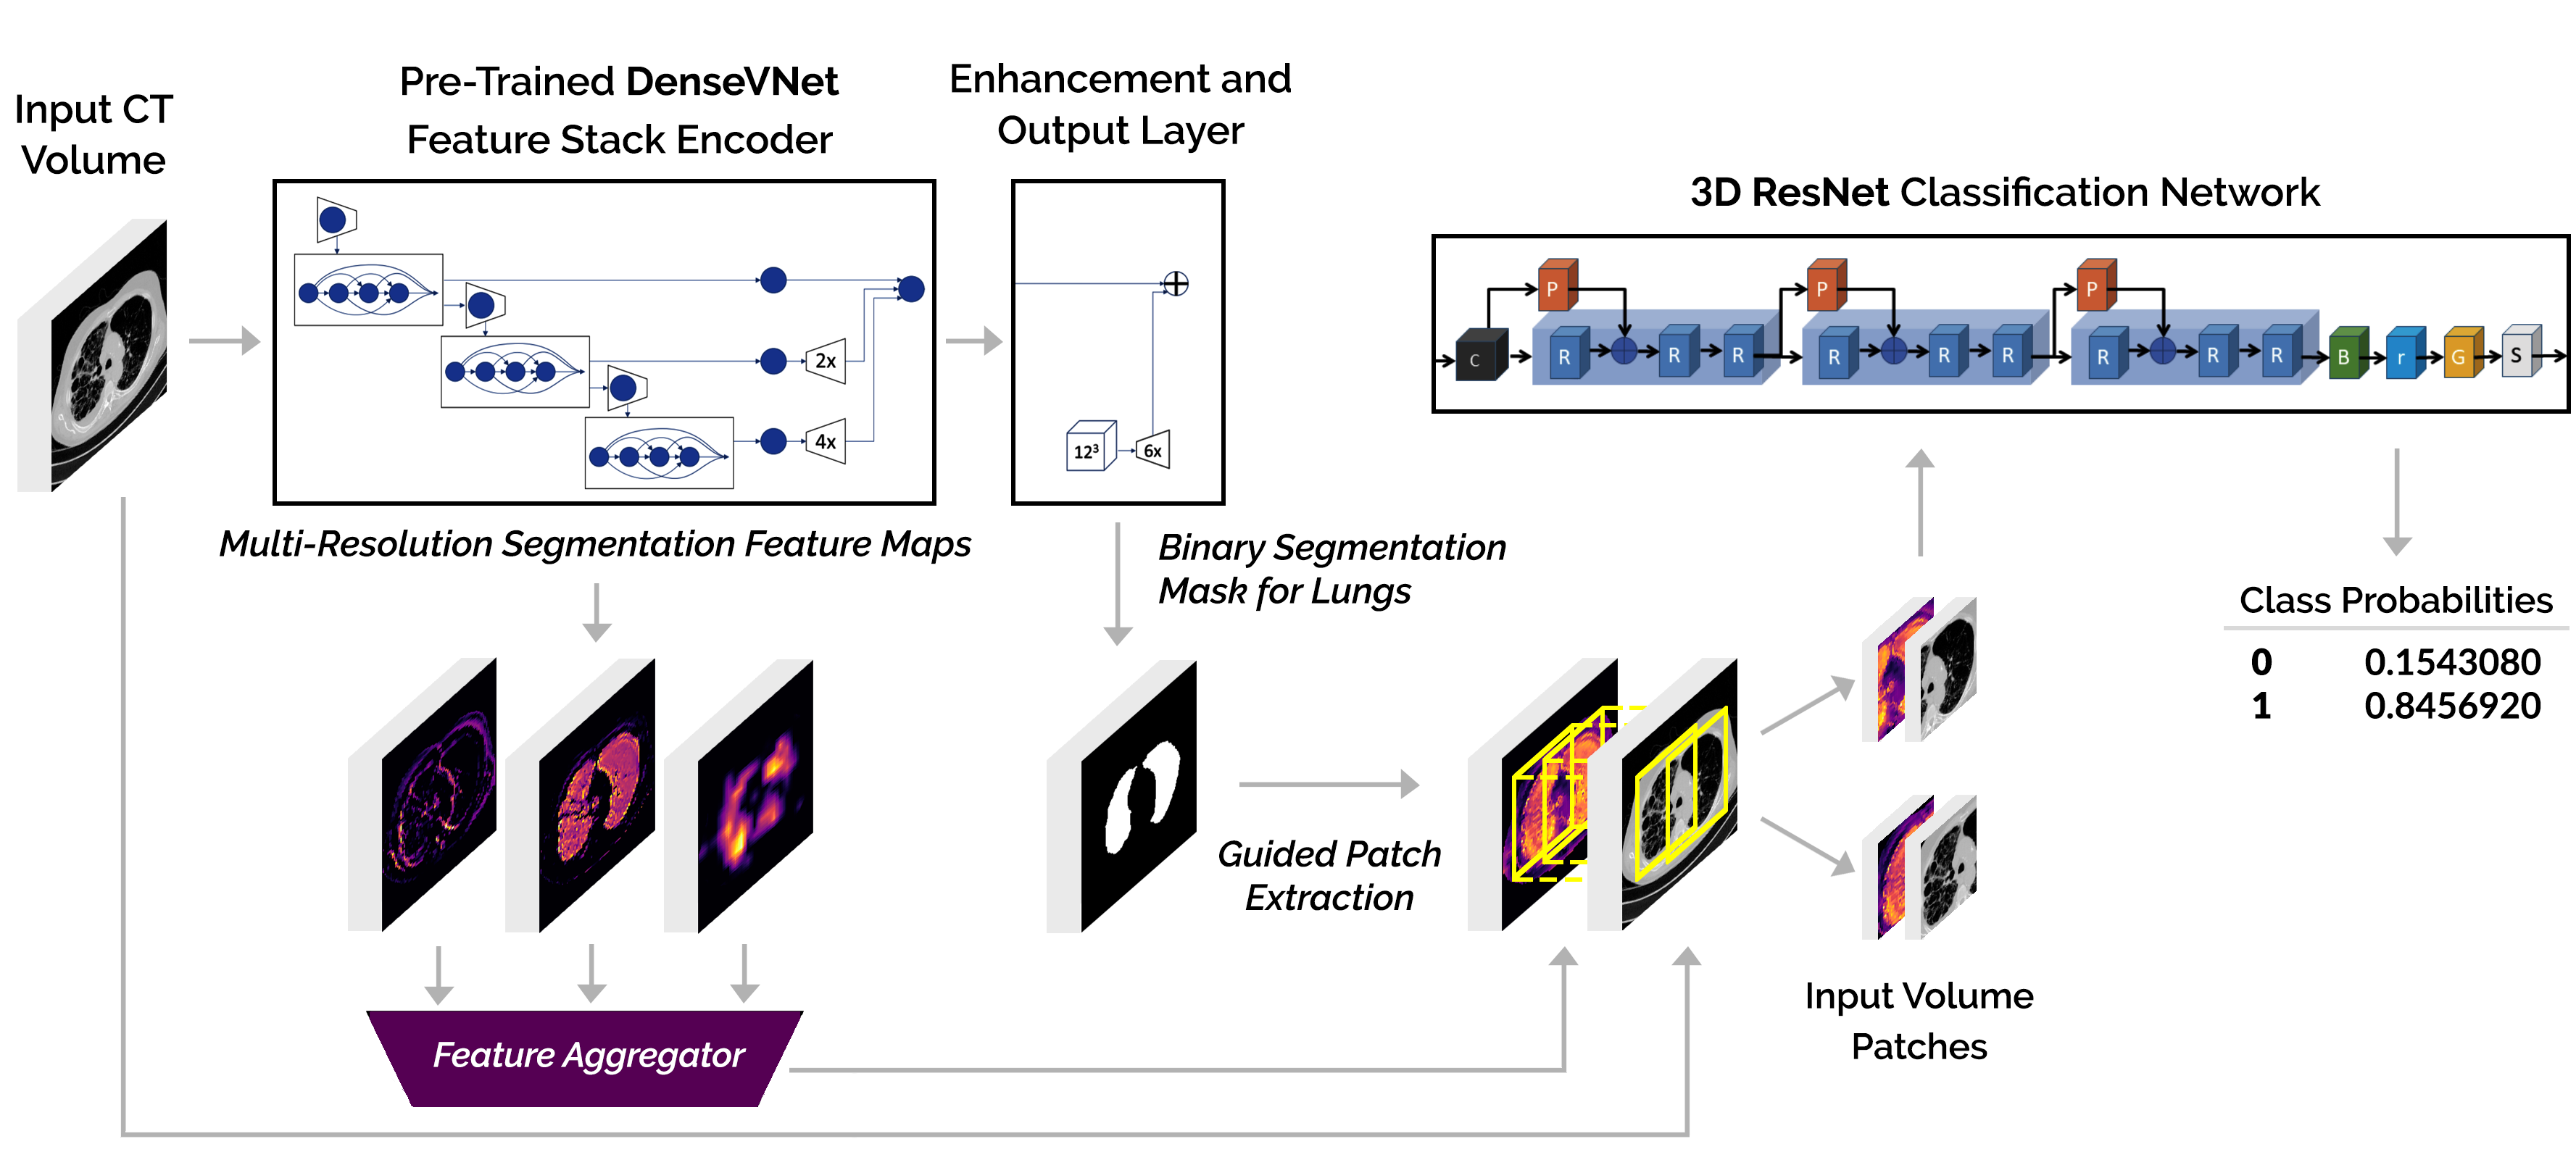 Input CT
Volume
Pre-Trained DenseVNet
Feature Stack Encoder
Enhancement and
Output Layer
3D ResNet Classification Network
2x
4x
12³
6x
P
P
P
C
R
R
R
R
R
R
R
R
R
B
r
G
S
Multi-Resolution Segmentation Feature Maps
Binary Segmentation
Mask for Lungs
Class Probabilities
0 0.1543080
1 0.8456920
Guided Patch
Extraction
Input Volume
Patches
Feature Aggregator